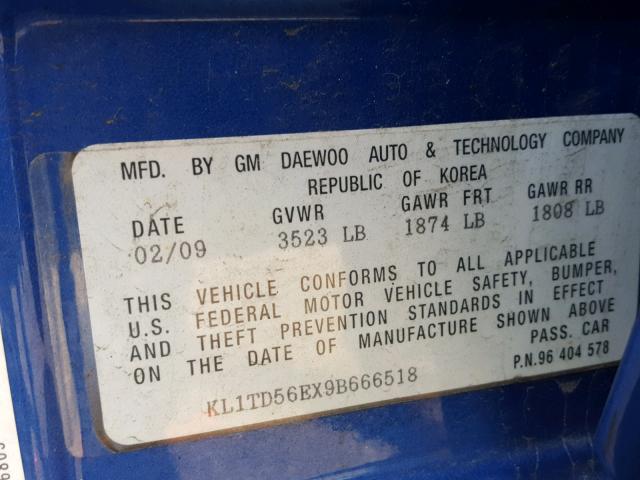 MFD. BY GM DAEWOO AUTO & TECHNOLOGY COMPANY
REPUBLIC OF KOREA
DATE GVWR GAWR FRT GAWR RR
02/09 3523 LB 1874 LB 1808 LB
THIS VEHICLE CONFORMS TO ALL APPLICABLE
U.S. FEDERAL MOTOR VEHICLE SAFETY, BUMPER,
AND THEFT PREVENTION STANDARDS IN EFFECT
ON THE DATE OF MANUFACTURE SHOWN ABOVE
PASS. CAR
P.N.96 404 578
KL1TD56EX9B666518